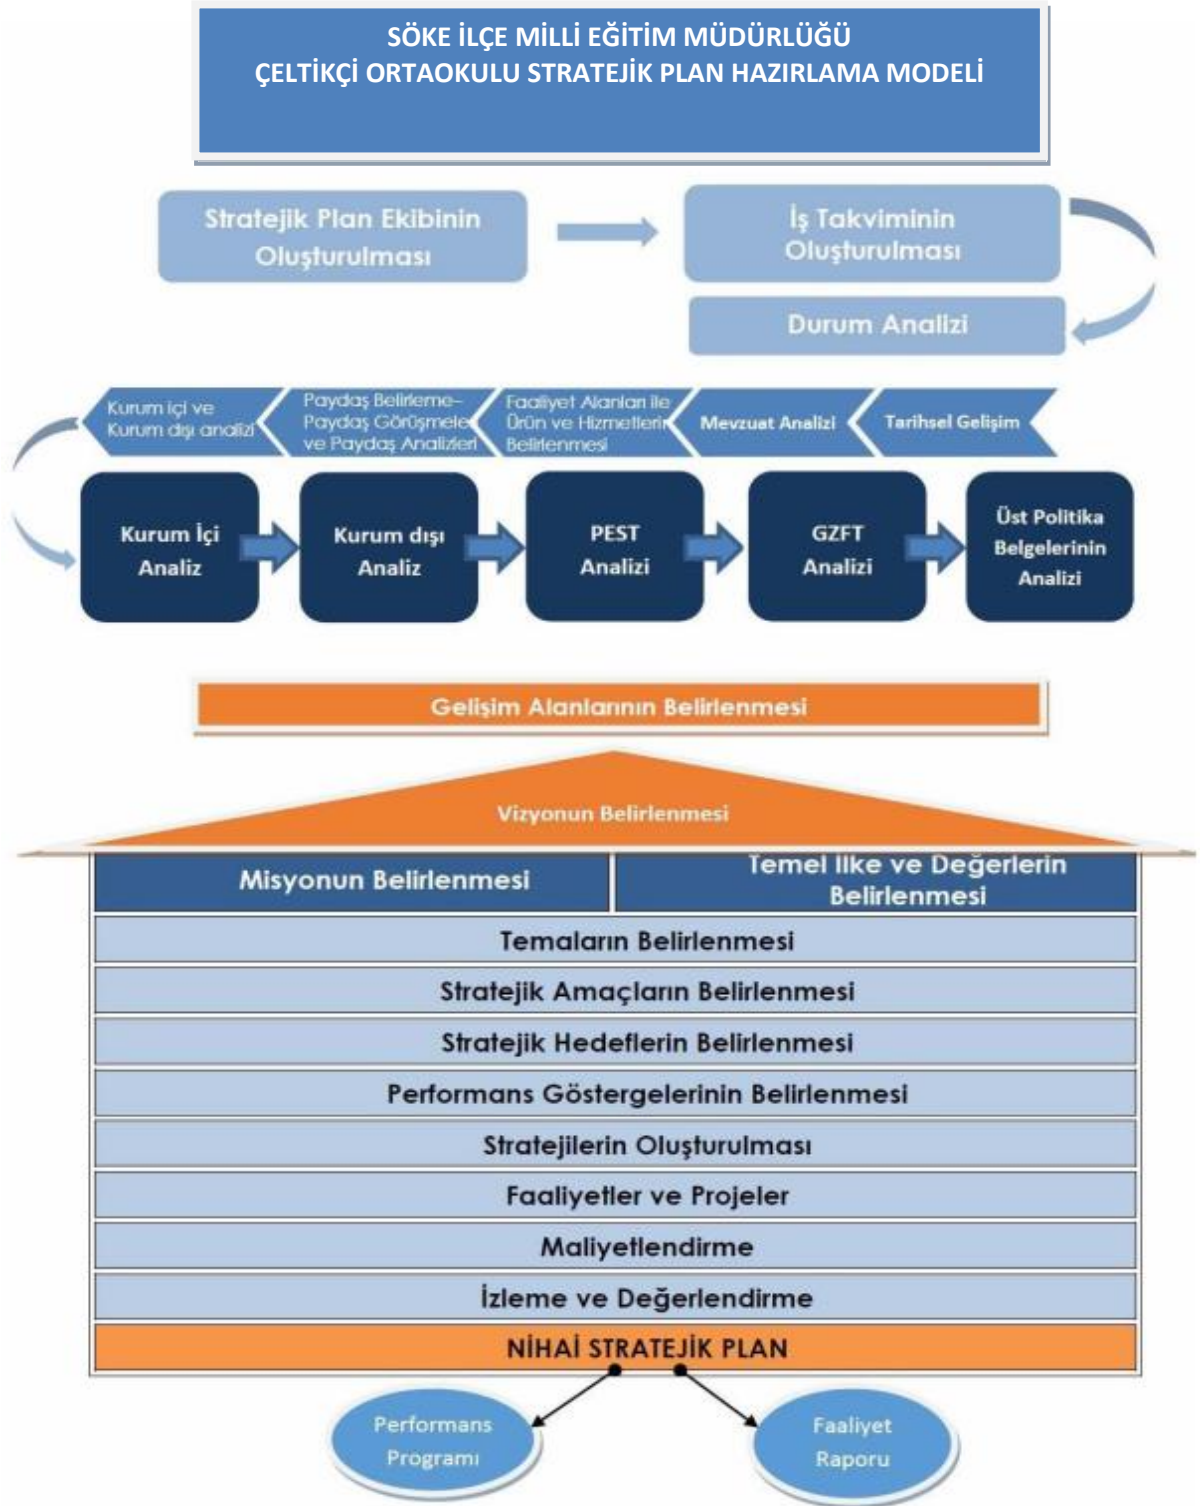 SÖKE İLÇE MİLLİ EĞİTİM MÜDÜRLÜĞÜ
ÇELTİKÇİ ORTAOKULU STRATEJİK PLAN HAZIRLAMA MODELİ
Stratejik Plan Ekibinin
Oluşturulması
İş Takviminin
Oluşturulması
Durum Analizi
Kurum içi ve
Kurum dışı analizi
Paydaş Belirleme–
Paydaş Görüşmele
ve Paydaş Analizleri
Faaliyet Alanları ile
Ürün ve Hizmetlerin
Belirlenmesi
Mevzuat Analizi
Tarihsel Gelişim
Kurum İçi
Analiz
Kurum dışı
Analiz
PEST
Analizi
GZFT
Analizi
Üst Politika
Belgelerinin
Analizi
Gelişim Alanlarının Belirlenmesi
Vizyonun Belirlenmesi
Misyonun Belirlenmesi
Temel İlke ve Değerlerin
Belirlenmesi
Temaların Belirlenmesi
Stratejik Amaçların Belirlenmesi
Stratejik Hedeflerin Belirlenmesi
Performans Göstergelerinin Belirlenmesi
Stratejilerin Oluşturulması
Faaliyetler ve Projeler
Maliyetlendirme
İzleme ve Değerlendirme
NİHAİ STRATEJİK PLAN
Performans
Programı
Faaliyet
Raporu